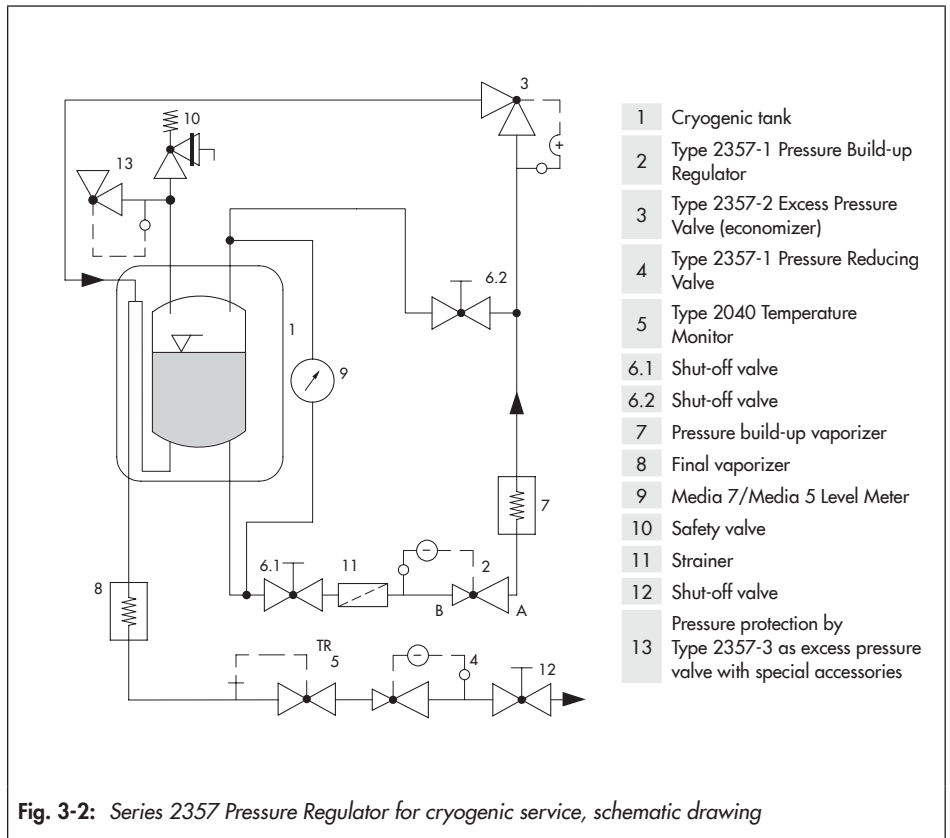 3
10
13
6.2
1
9
7
6.1
11
2
B
A
8
TR
5
4
12
1 Cryogenic tank
2 Type 2357-1 Pressure Build-up
Regulator
3 Type 2357-2 Excess Pressure
Valve (economizer)
4 Type 2357-1 Pressure Reducing
Valve
5 Type 2040 Temperature
Monitor
6.1 Shut-off valve
6.2 Shut-off valve
7 Pressure build-up vaporizer
8 Final vaporizer
9 Media 7/Media 5 Level Meter
10 Safety valve
11 Strainer
12 Shut-off valve
13 Pressure protection by
Type 2357-3 as excess pressure
valve with special accessories
Fig. 3-2: Series 2357 Pressure Regulator for cryogenic service, schematic drawing